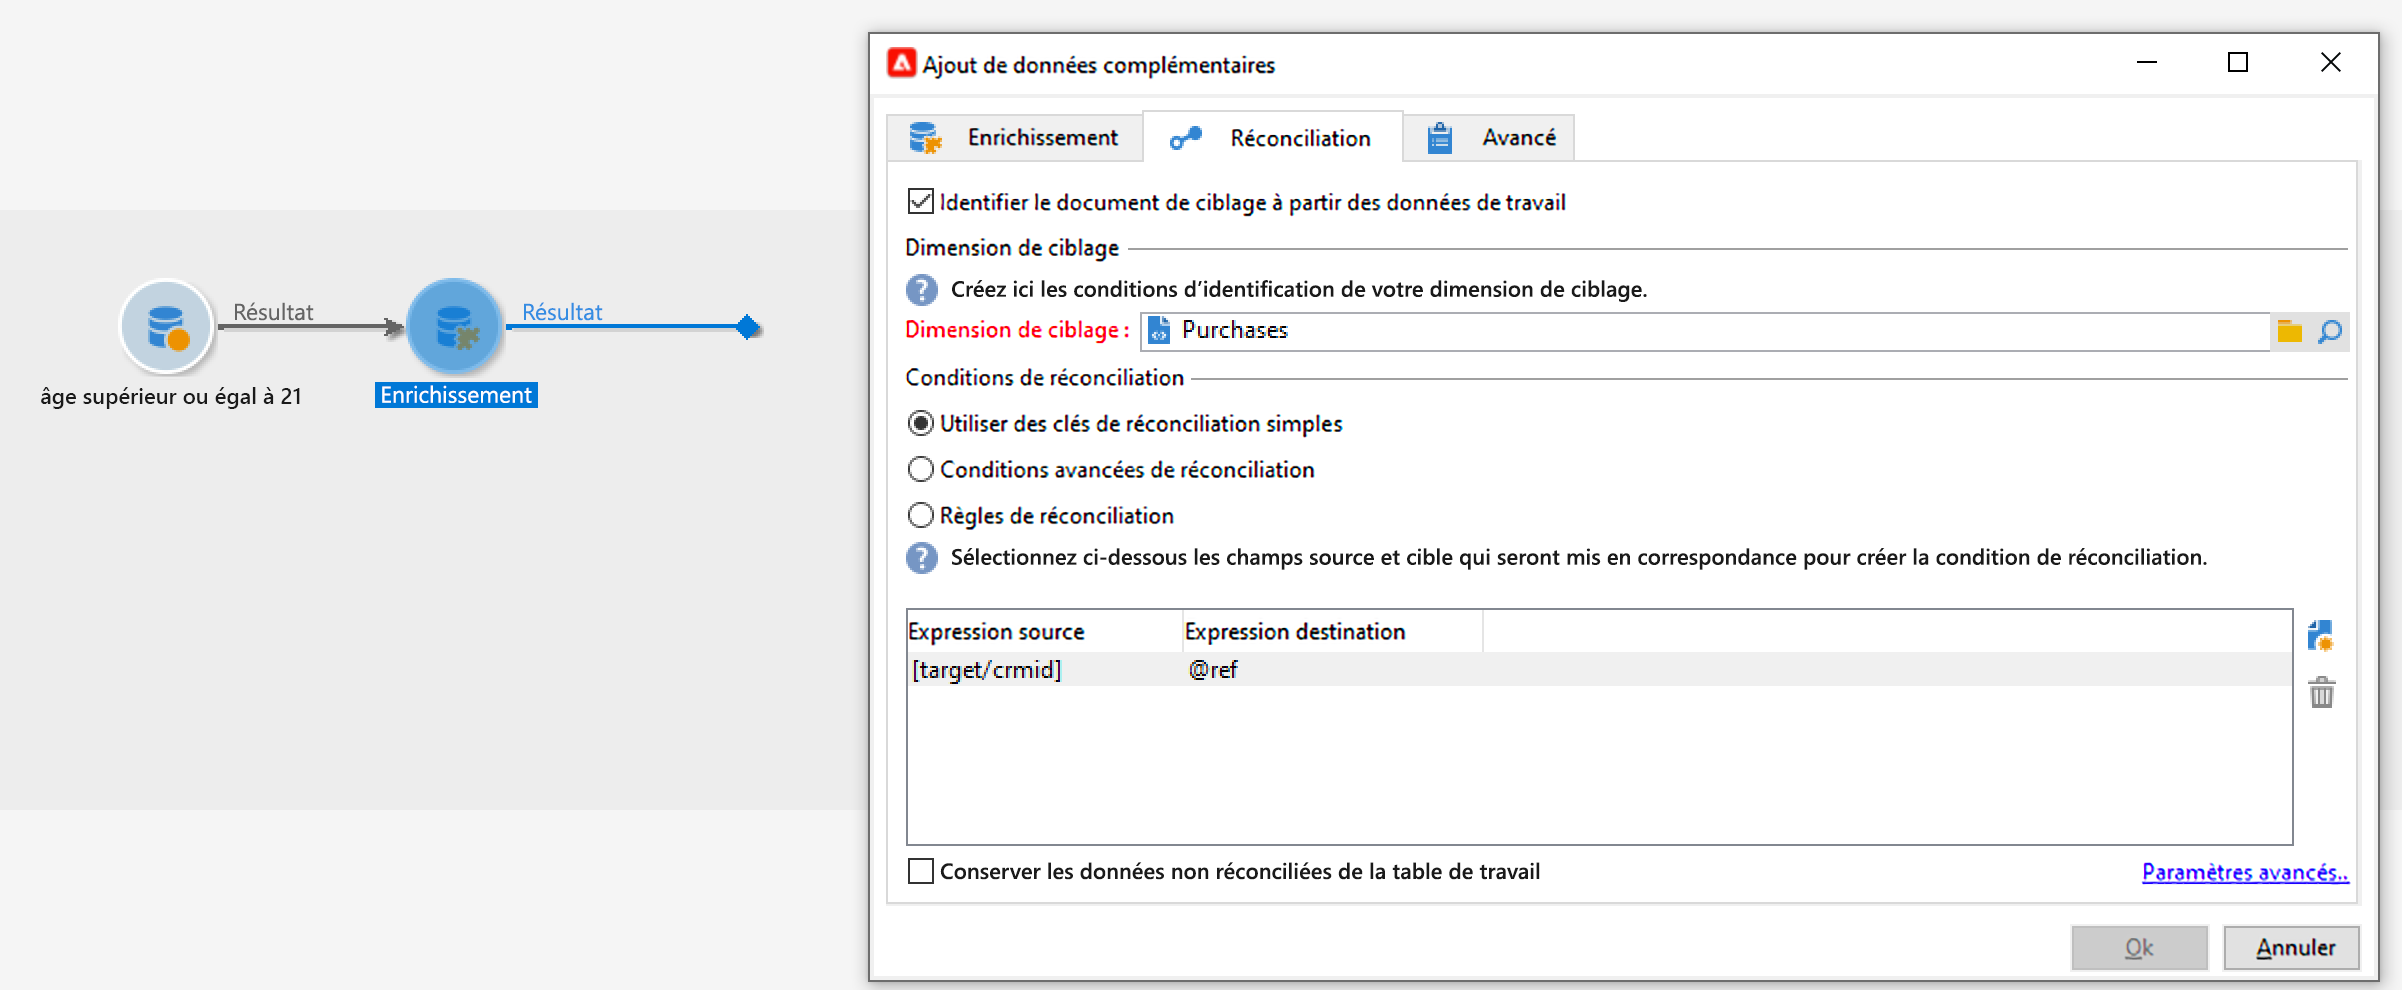 Ajout de données complémentaires
Enrichissement
Réconciliation
Avancé
Identifier le document de ciblage à partir des données de travail
Dimension de ciblage
Créez ici les conditions d’identification de votre dimension de ciblage.
Dimension de ciblage :
Purchases
Conditions de réconciliation
Utiliser des clés de réconciliation simples
Conditions avancées de réconciliation
Règles de réconciliation
Sélectionnez ci-dessous les champs source et cible qui seront mis en correspondance pour créer la condition de réconciliation.
Expression source
Expression destination
[target/crmid]
@ref
Conserver les données non réconciliées de la table de travail
Paramètres avancés..
Ok
Annuler
Résultat
Résultat
âge supérieur ou égal à 21
Enrichissement